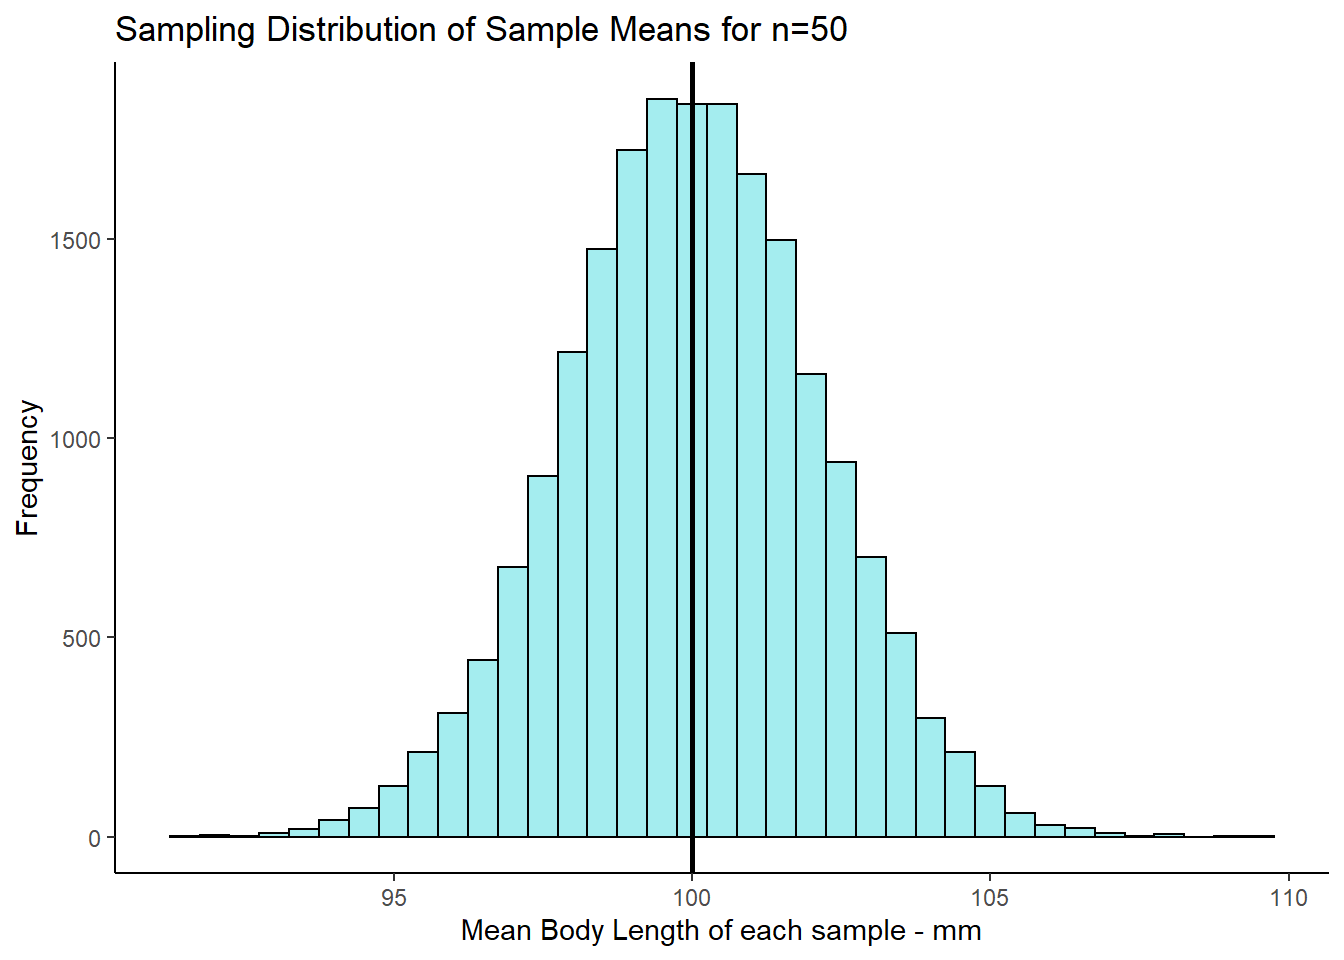 Sampling Distribution of Sample Means for n=50
1500
1000
500
0
Frequency
95 100 105 110
Mean Body Length of each sample - mm